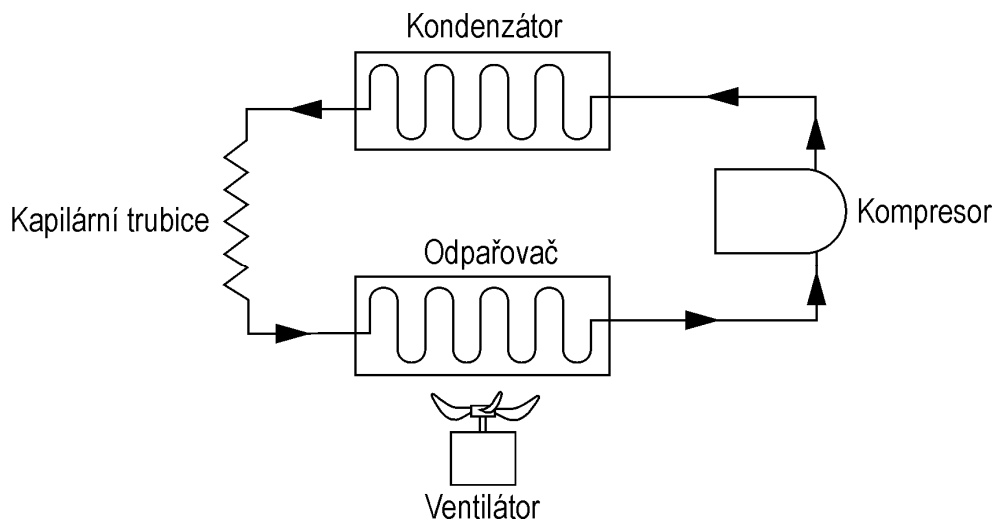 Kondenzátor
Kapilární trubice
Kompresor
Odpařovač
Ventilátor